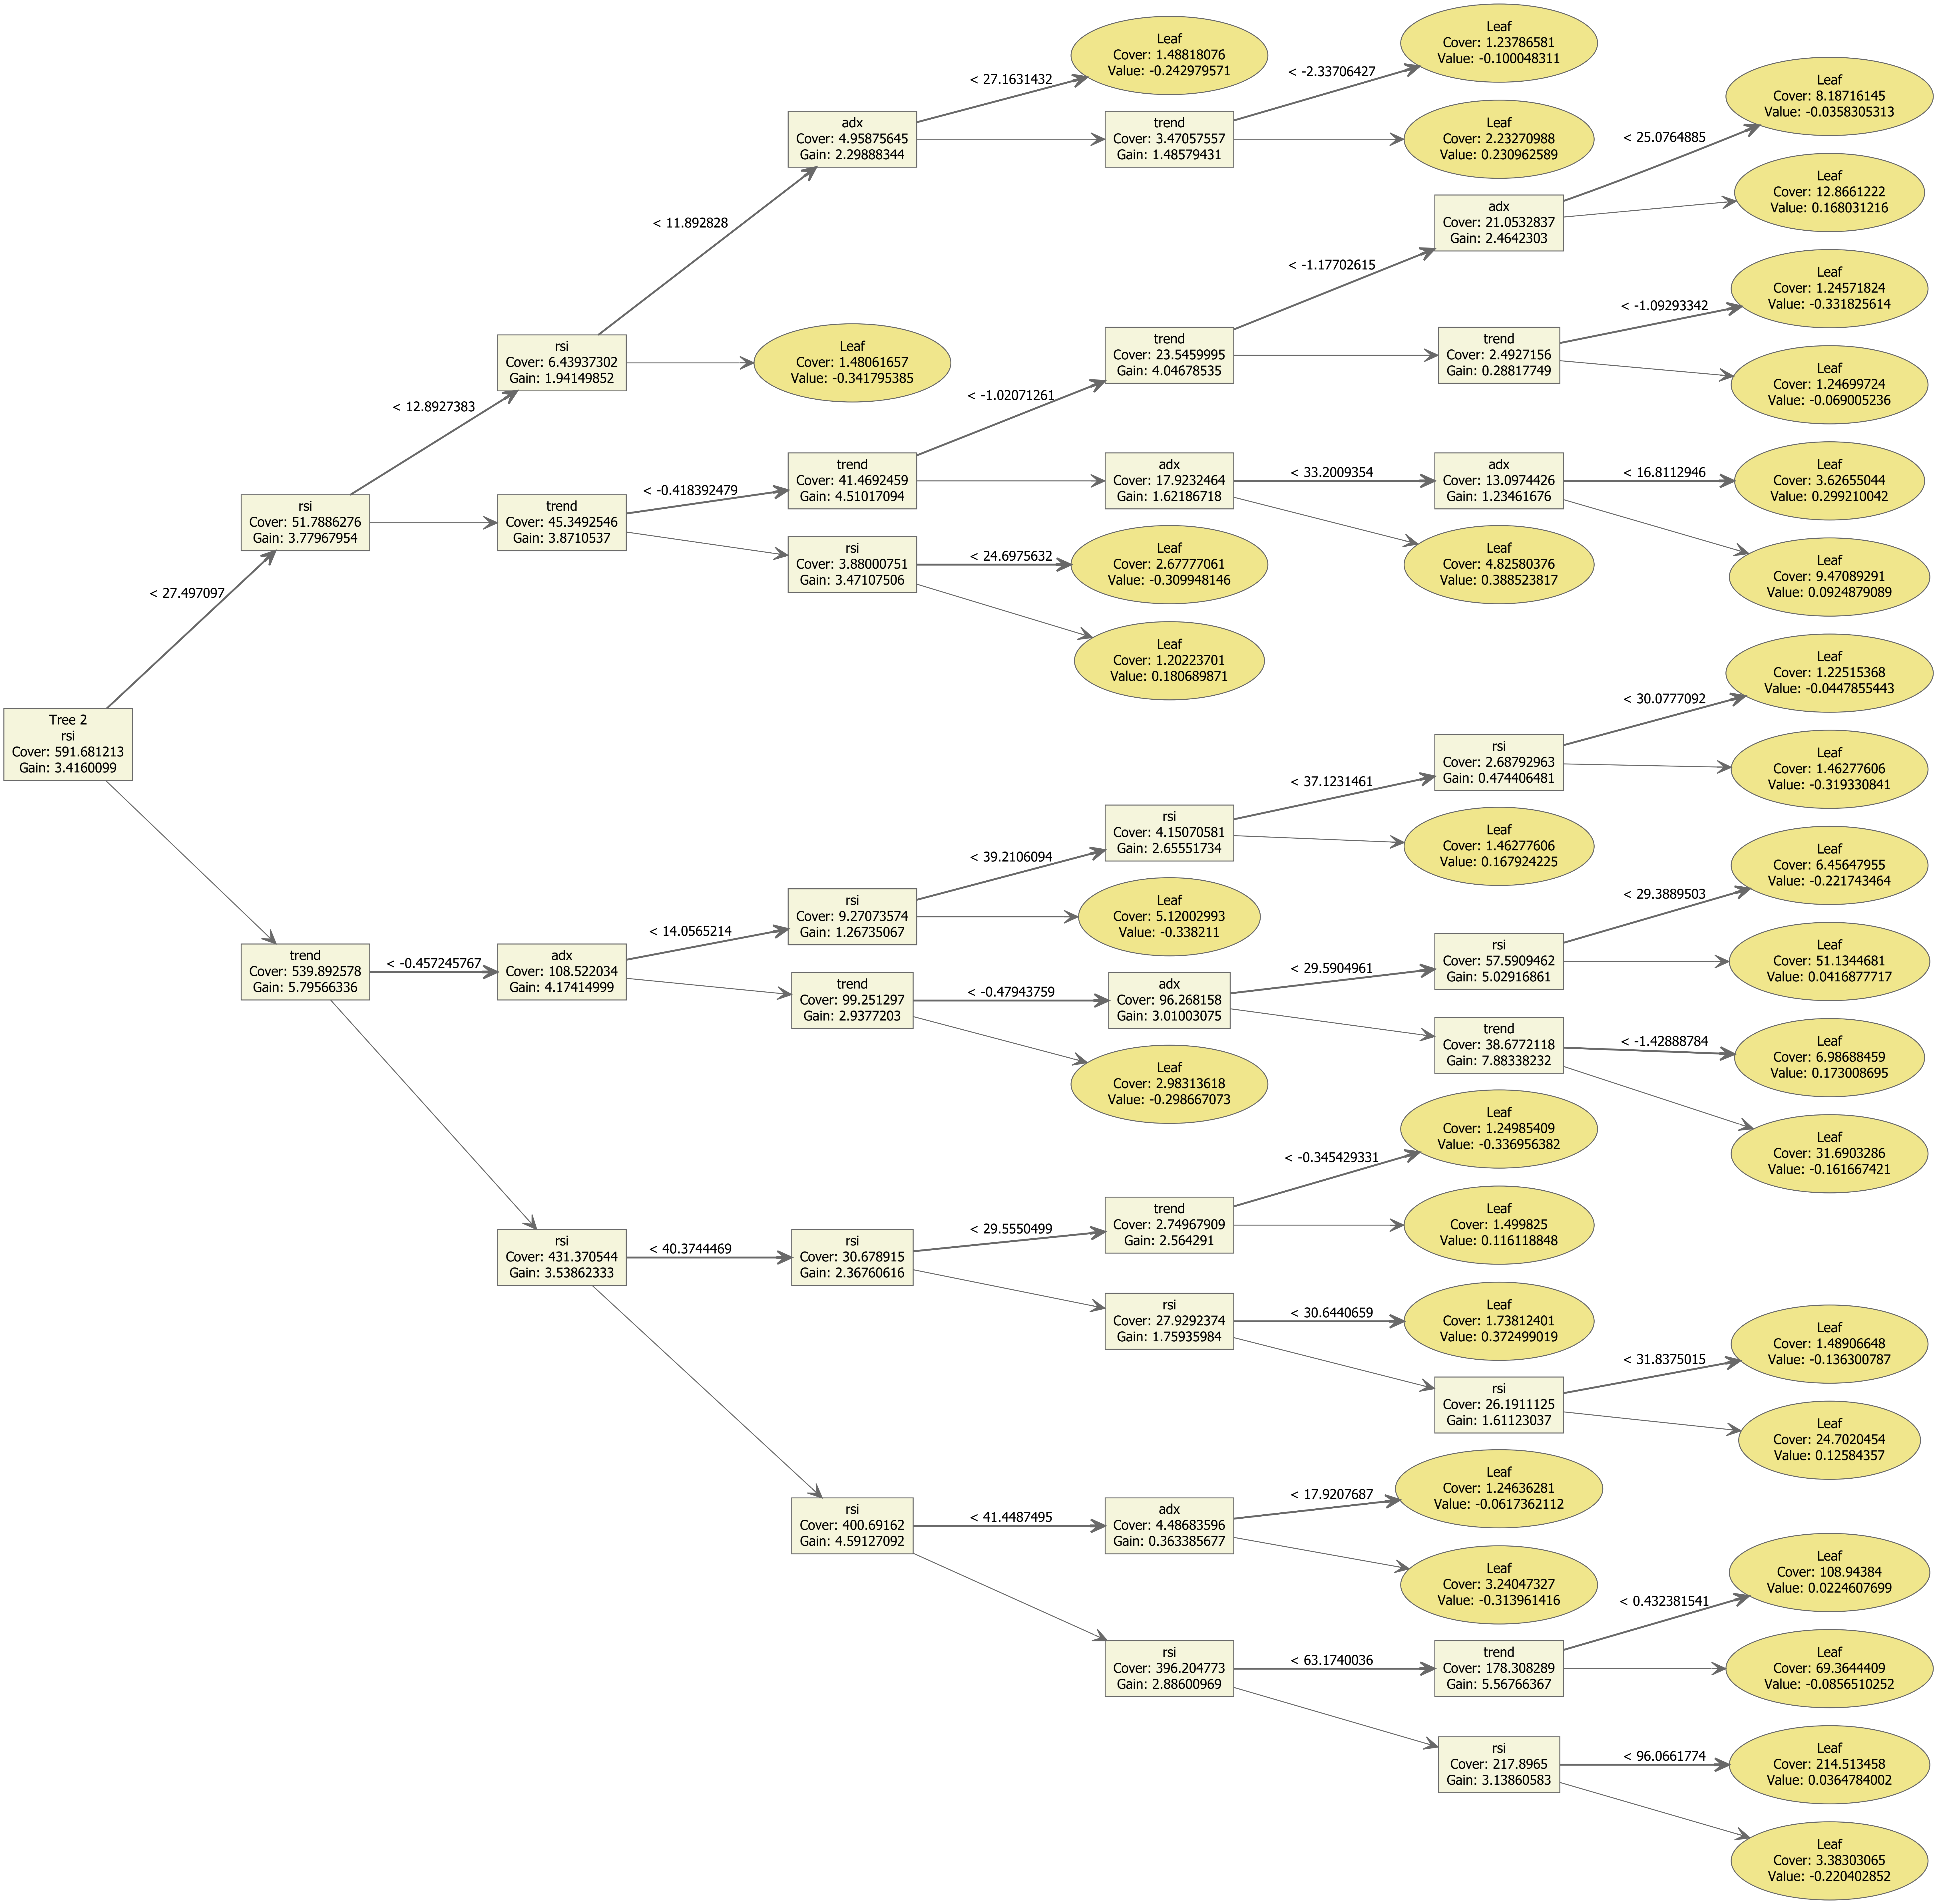 Tree 2
rsi
Cover: 591.681213
Gain: 3.4160099
< 27.497097
rsi
Cover: 51.7886276
Gain: 3.77967954
trend
Cover: 539.892578
Gain: 5.79566336
< 12.8927383
< -0.457245767
rsi
Cover: 6.43937302
Gain: 1.94149852
trend
Cover: 45.3492546
Gain: 3.8710537
adx
Cover: 108.522034
Gain: 4.17414999
rsi
Cover: 431.370544
Gain: 3.53862333
< 11.892828
< -0.418392479
< 14.0565214
< 40.3744469
adx
Cover: 4.95875645
Gain: 2.29888344
Leaf
Cover: 1.48061657
Value: -0.341795385
trend
Cover: 41.4692459
Gain: 4.51017094
rsi
Cover: 3.88000751
Gain: 3.47107506
rsi
Cover: 9.27073574
Gain: 1.26735067
trend
Cover: 99.251297
Gain: 2.9377203
rsi
Cover: 30.678915
Gain: 2.36760616
rsi
Cover: 400.69162
Gain: 4.59127092
< 27.1631432
< -1.02071261
< 24.6975632
< 39.2106094
< -0.47943759
< 29.5550499
< 41.4487495
Leaf
Cover: 1.48818076
Value: -0.242979571
trend
Cover: 3.47057557
Gain: 1.48579431
trend
Cover: 23.5459995
Gain: 4.04678535
adx
Cover: 17.9232464
Gain: 1.62186718
Leaf
Cover: 2.67777061
Value: -0.309948146
Leaf
Cover: 1.20223701
Value: 0.180689871
rsi
Cover: 4.15070581
Gain: 2.65551734
Leaf
Cover: 5.12002993
Value: -0.338211
adx
Cover: 96.268158
Gain: 3.01003075
Leaf
Cover: 2.98313618
Value: -0.298667073
trend
Cover: 2.74967909
Gain: 2.564291
rsi
Cover: 27.9292374
Gain: 1.75935984
adx
Cover: 4.48683596
Gain: 0.363385677
rsi
Cover: 396.204773
Gain: 2.88600969
< -2.33706427
< -1.17702615
< 33.2009354
< 37.1231461
< 29.5904961
< -0.345429331
< 30.6440659
< 17.9207687
< 63.1740036
Leaf
Cover: 1.23786581
Value: -0.100048311
Leaf
Cover: 2.23270988
Value: 0.230962589
adx
Cover: 21.0532837
Gain: 2.4642303
trend
Cover: 2.4927156
Gain: 0.28817749
adx
Cover: 13.0974426
Gain: 1.23461676
Leaf
Cover: 4.82580376
Value: 0.388523817
rsi
Cover: 2.68792963
Gain: 0.474406481
Leaf
Cover: 1.46277606
Value: 0.167924225
rsi
Cover: 57.5909462
Gain: 5.02916861
trend
Cover: 38.6772118
Gain: 7.88338232
Leaf
Cover: 1.24985409
Value: -0.336956382
Leaf
Cover: 1.499825
Value: 0.116118848
Leaf
Cover: 1.73812401
Value: 0.372499019
rsi
Cover: 26.1911125
Gain: 1.61123037
Leaf
Cover: 1.24636281
Value: -0.0617362112
Leaf
Cover: 3.24047327
Value: -0.313961416
trend
Cover: 178.308289
Gain: 5.56766367
rsi
Cover: 217.8965
Gain: 3.13860583
< 25.0764885
< -1.09293342
< 16.8112946
< 30.0777092
< 29.3889503
< -1.42888784
< 31.8375015
< 0.432381541
< 96.0661774
Leaf
Cover: 8.18716145
Value: -0.0358305313
Leaf
Cover: 12.8661222
Value: 0.168031216
Leaf
Cover: 1.24571824
Value: -0.331825614
Leaf
Cover: 1.24699724
Value: -0.069005236
Leaf
Cover: 3.62655044
Value: 0.299210042
Leaf
Cover: 9.47089291
Value: 0.0924879089
Leaf
Cover: 1.22515368
Value: -0.0447855443
Leaf
Cover: 1.46277606
Value: -0.319330841
Leaf
Cover: 6.45647955
Value: -0.221743464
Leaf
Cover: 51.1344681
Value: 0.0416877717
Leaf
Cover: 6.98688459
Value: 0.173008695
Leaf
Cover: 31.6903286
Value: -0.161667421
Leaf
Cover: 1.48906648
Value: -0.136300787
Leaf
Cover: 24.7020454
Value: 0.12584357
Leaf
Cover: 108.94384
Value: 0.0224607699
Leaf
Cover: 69.3644409
Value: -0.0856510252
Leaf
Cover: 214.513458
Value: 0.0364784002
Leaf
Cover: 3.38303065
Value: -0.220402852